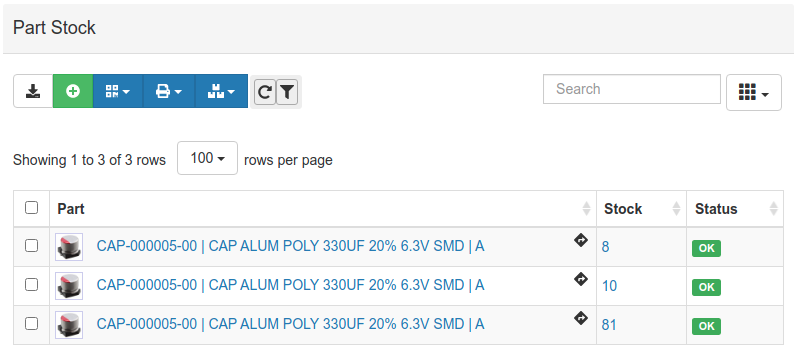 Part Stock
Search
Showing 1 to 3 of 3 rows 100 rows per page
Part Stock Status
CAP-000005-00 | CAP ALUM POLY 330UF 20% 6.3V SMD | A 8 OK
CAP-000005-00 | CAP ALUM POLY 330UF 20% 6.3V SMD | A 10 OK
CAP-000005-00 | CAP ALUM POLY 330UF 20% 6.3V SMD | A 81 OK